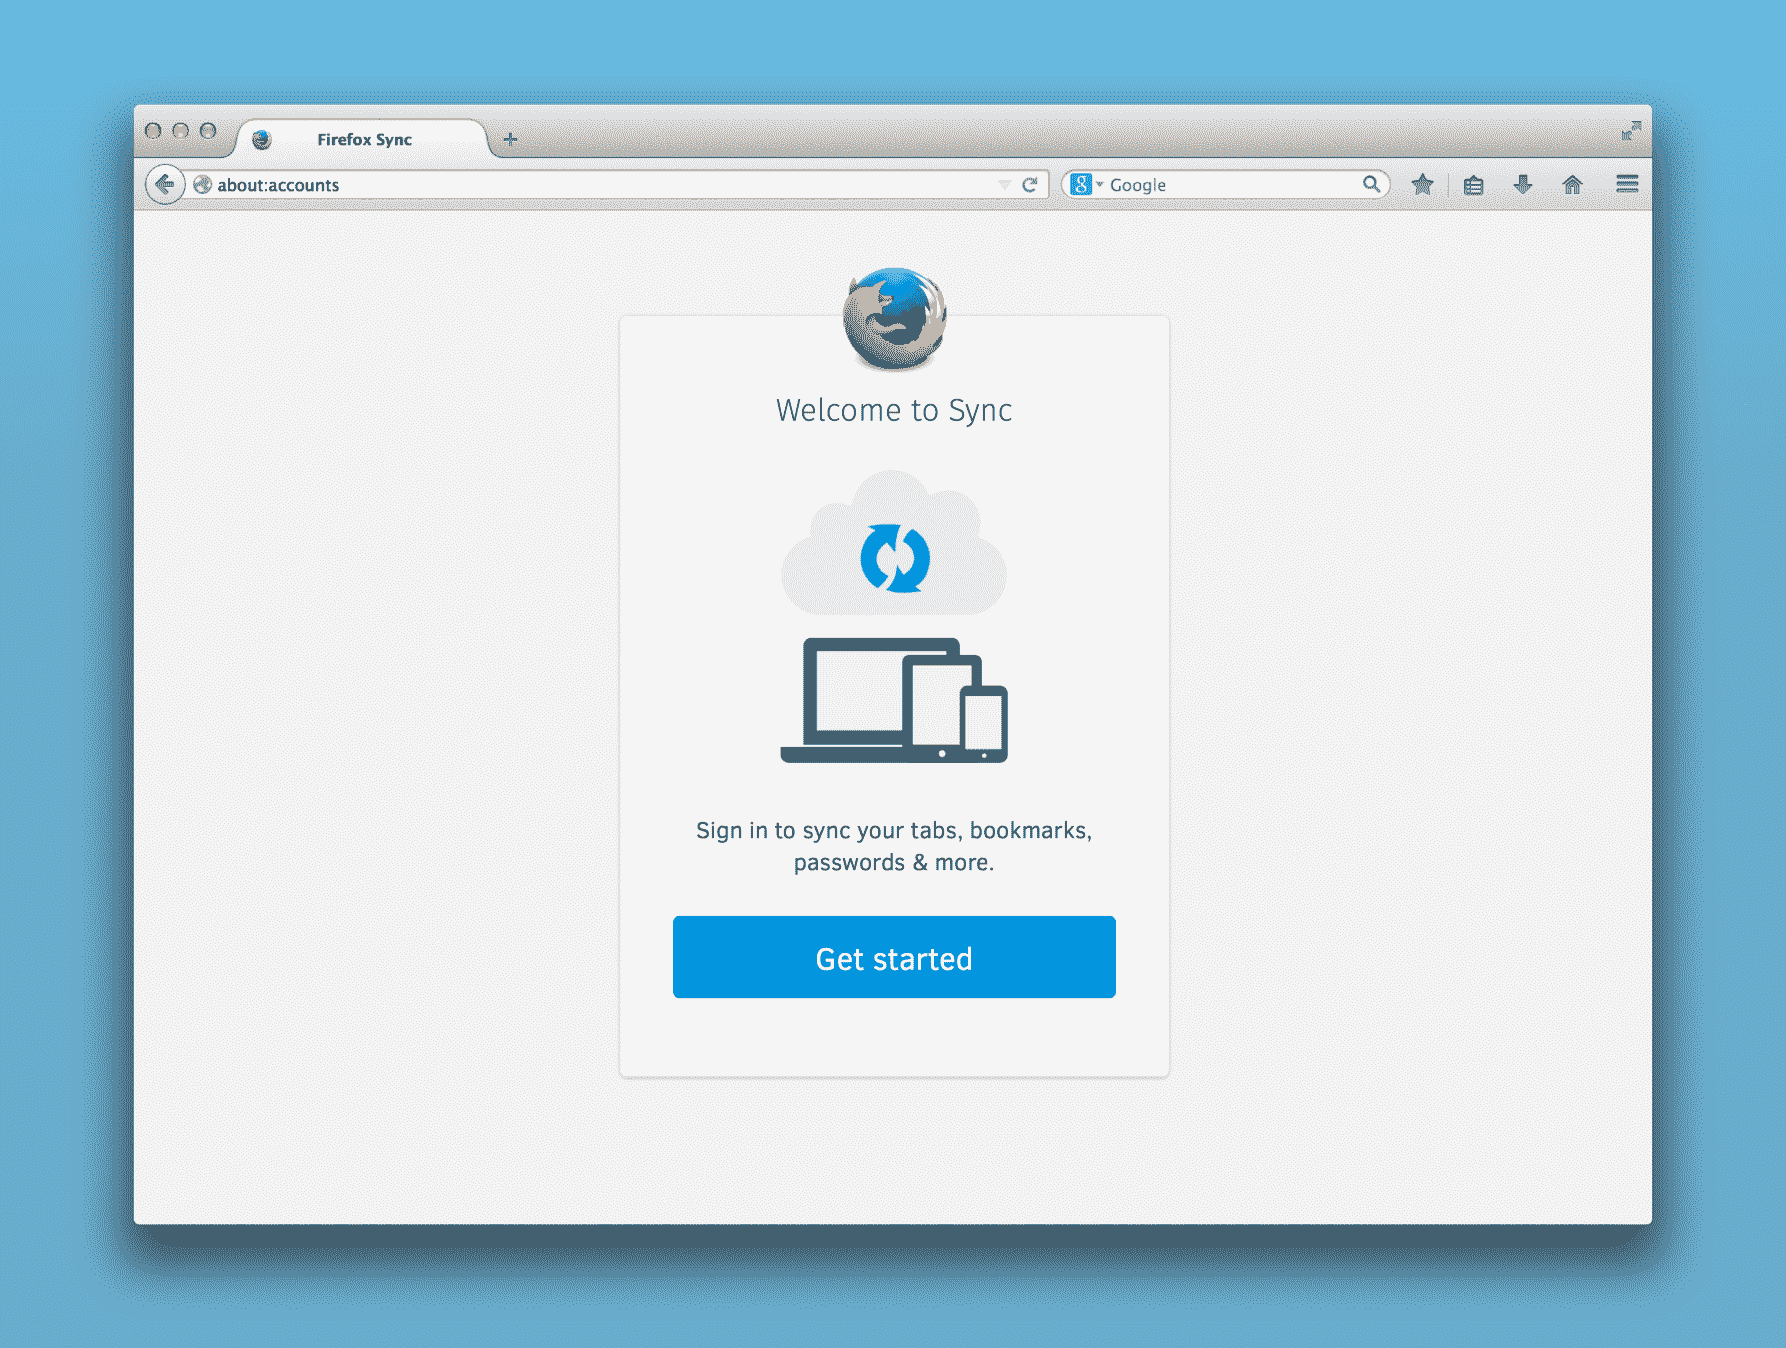 Firefox Sync
about:accounts
8 Google
Welcome to Sync
Sign in to sync your tabs, bookmarks,
passwords & more.
Get started